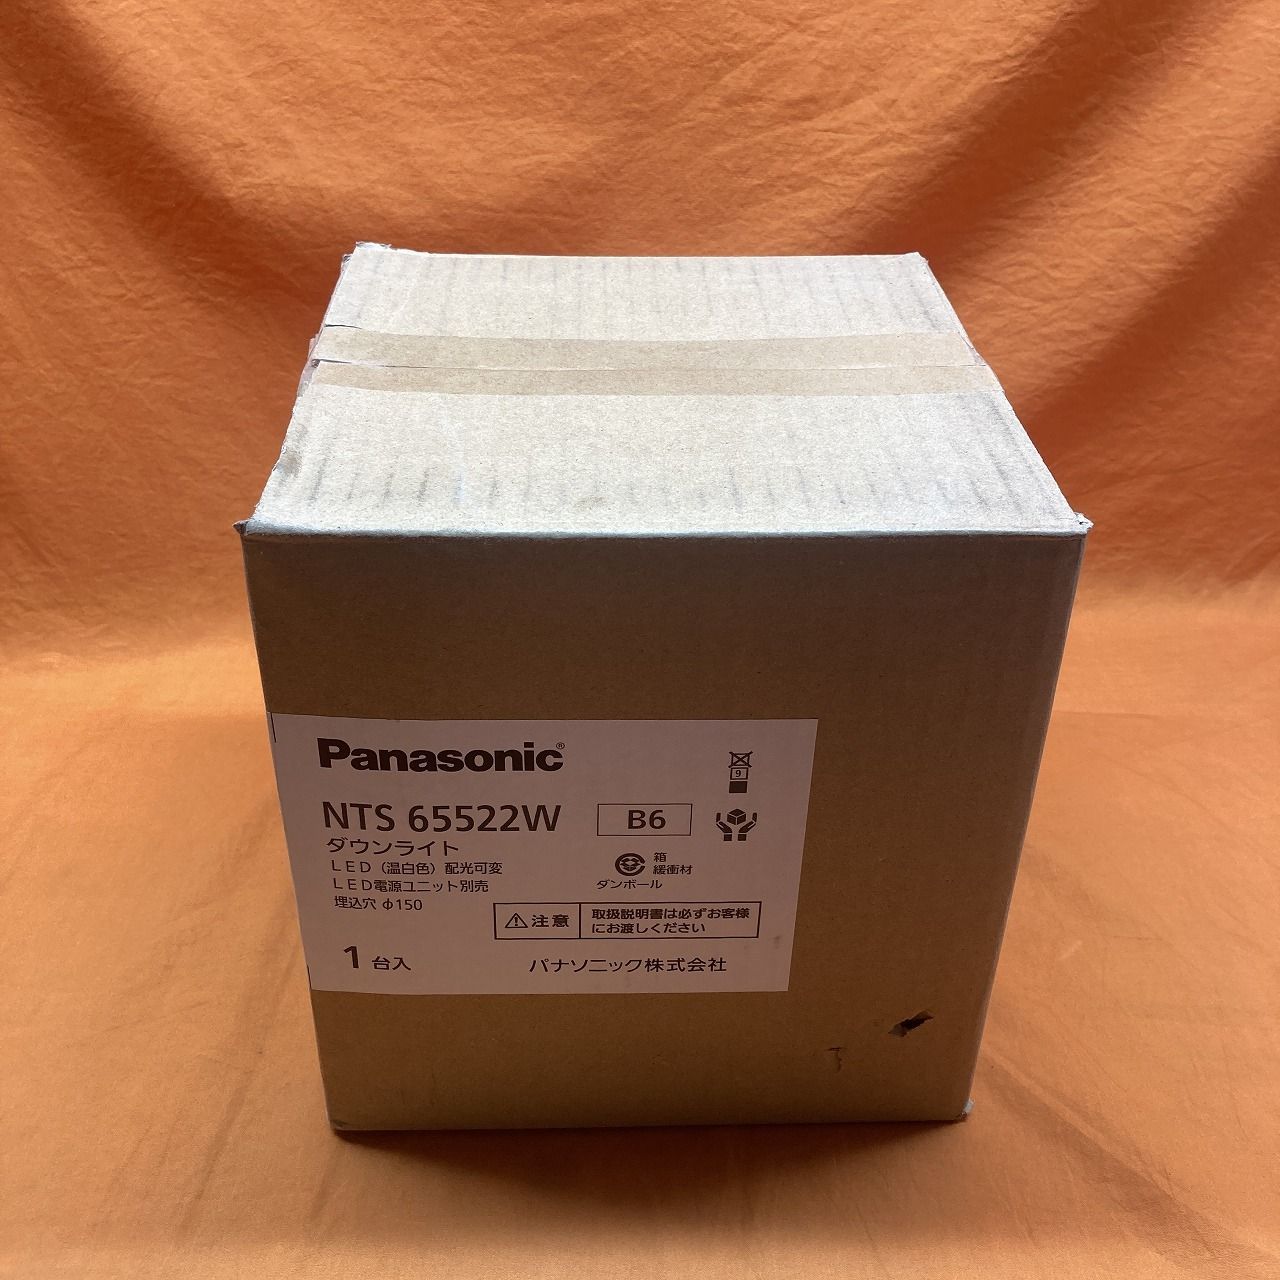 Panasonic®
NTS 65522W B6
ダウンライト
LED（温白色）配光可変
LED電源ユニット別売
埋込穴 φ150
9
箱
緩衝材
ダンボール
⚠注意 取扱説明書は必ずお客様
にお渡しください
1 台入
パナソニック株式会社